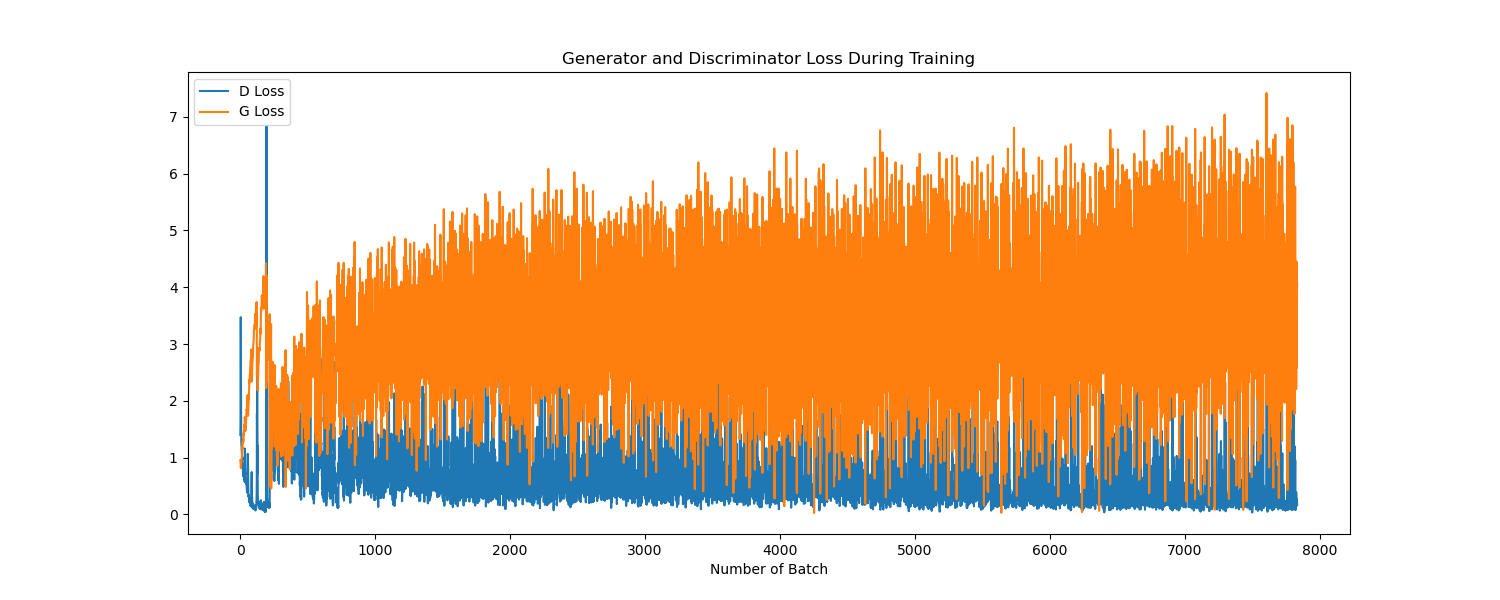 Generator and Discriminator Loss During Training
D Loss
G Loss
7
6
5
4
3
2
1
0
0 1000 2000 3000 4000 5000 6000 7000 8000
Number of Batch